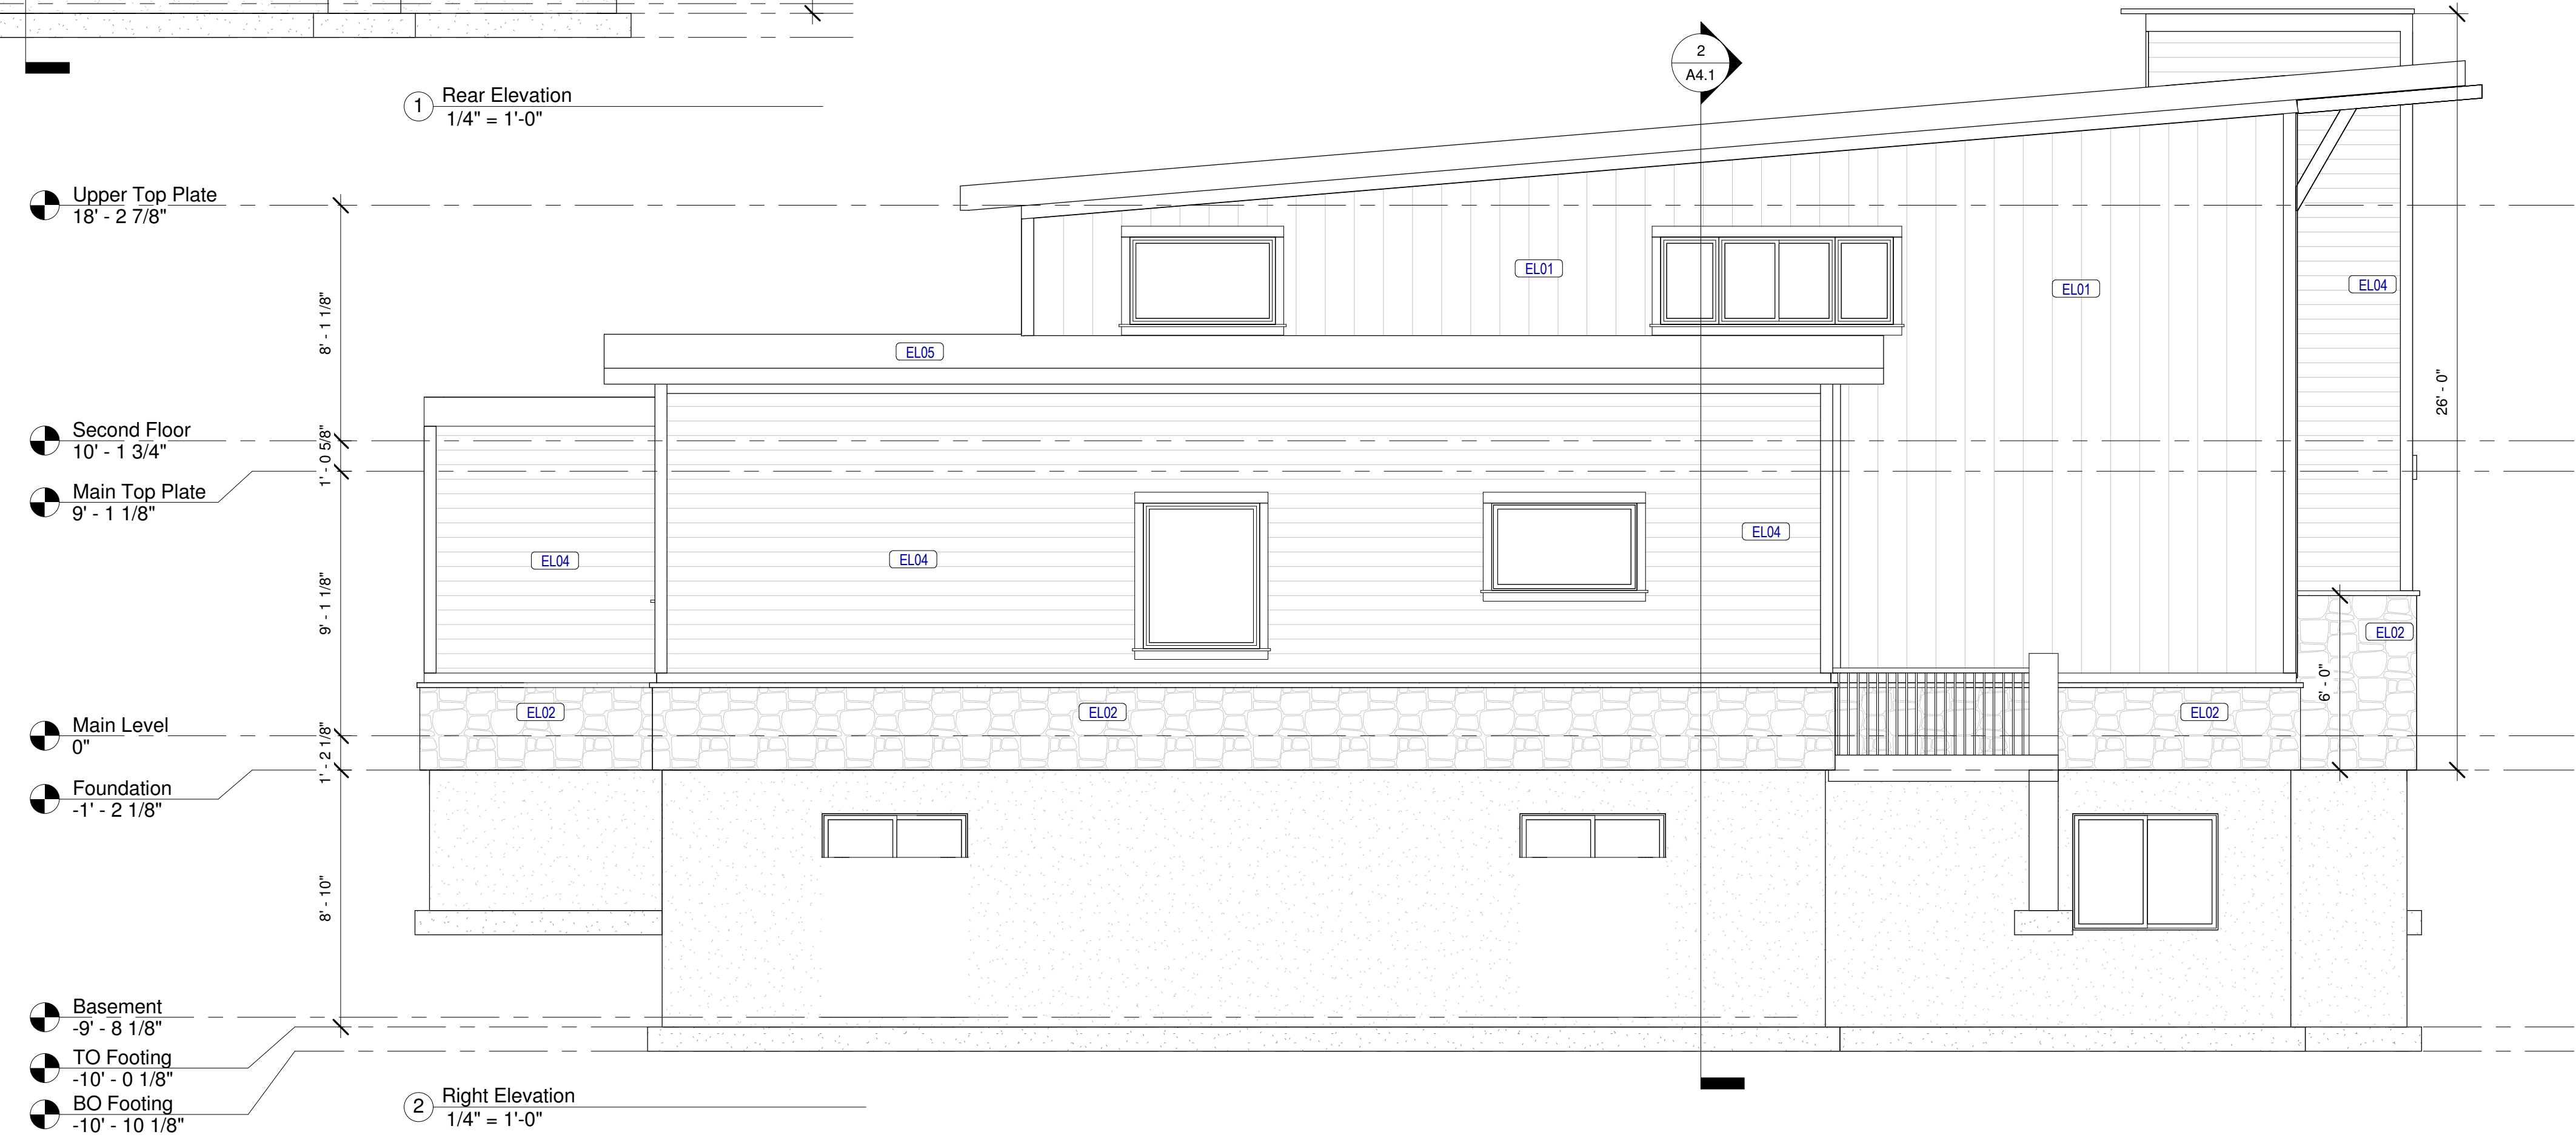 1
Rear Elevation
1/4" = 1'-0"
2
A4.1
Upper Top Plate
18' - 2 7/8"
8' - 1 1/8"
EL01
EL01
EL04
EL05
26' - 0"
Second Floor
10' - 1 3/4"
1' - 0 5/8"
Main Top Plate
9' - 1 1/8"
EL04
EL04
EL04
9' - 1 1/8"
EL02
6' - 0"
EL02
EL02
EL02
Main Level
0"
1' - 2 1/8"
Foundation
-1' - 2 1/8"
8' - 10"
Basement
-9' - 8 1/8"
TO Footing
-10' - 0 1/8"
BO Footing
-10' - 10 1/8"
2
Right Elevation
1/4" = 1'-0"